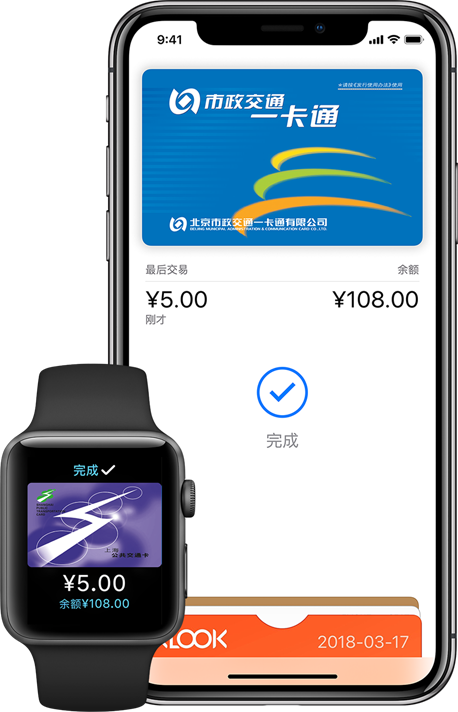 9:41
市政交通
一卡通
*请按《发行使用办法》使用
北京市政交通一卡通有限公司
BEIJING MUNICIPAL ADMINISTRATION & COMMUNICATION CARD CO.,LTD.
最后交易 余额
¥5.00 ¥108.00
刚才
完成
LOOK 2018-03-17
完成
上海
公共交通卡
¥5.00
余额¥108.00